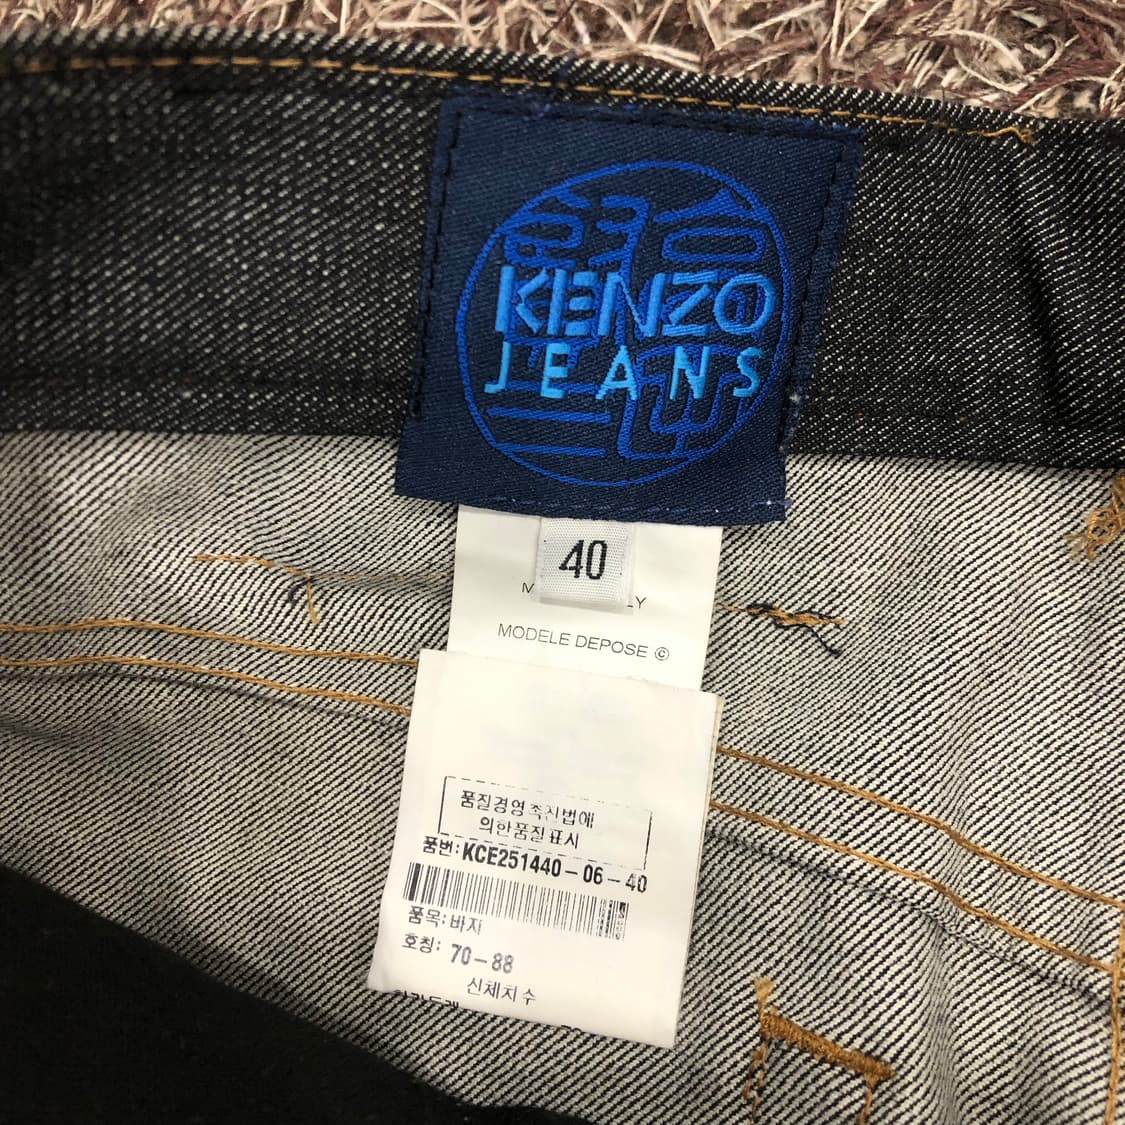 KENZO
JEANS
40
MODELE DEPOSE ©
품질경영촉진법에
의한품질표시
품번:KCE251440-06-40
품목:바지
호칭: 70-88
신체치수